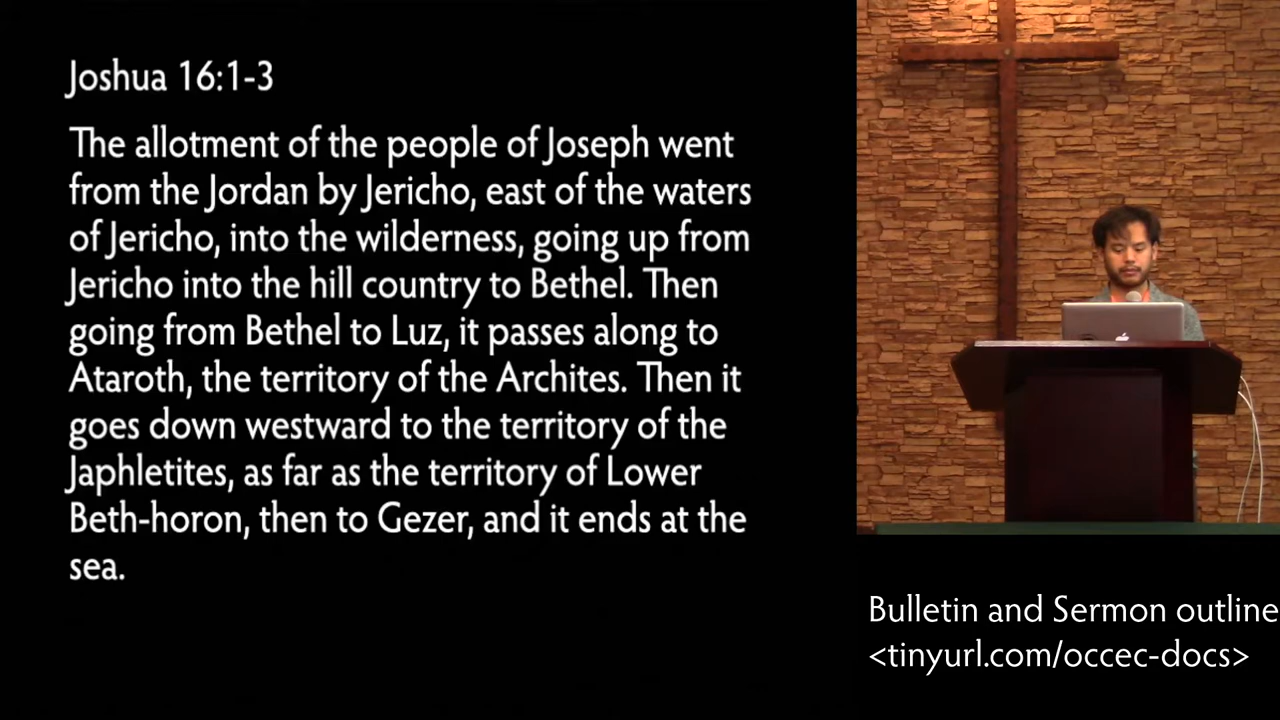 Joshua 16:1-3
The allotment of the people of Joseph went
from the Jordan by Jericho, east of the waters
of Jericho, into the wilderness, going up from
Jericho into the hill country to Bethel. Then
going from Bethel to Luz, it passes along to
Ataroth, the territory of the Archites. Then it
goes down westward to the territory of the
Japhletites, as far as the territory of Lower
Beth-horon, then to Gezer, and it ends at the
sea.
Bulletin and Sermon outline
<tinyurl.com/occec-docs>